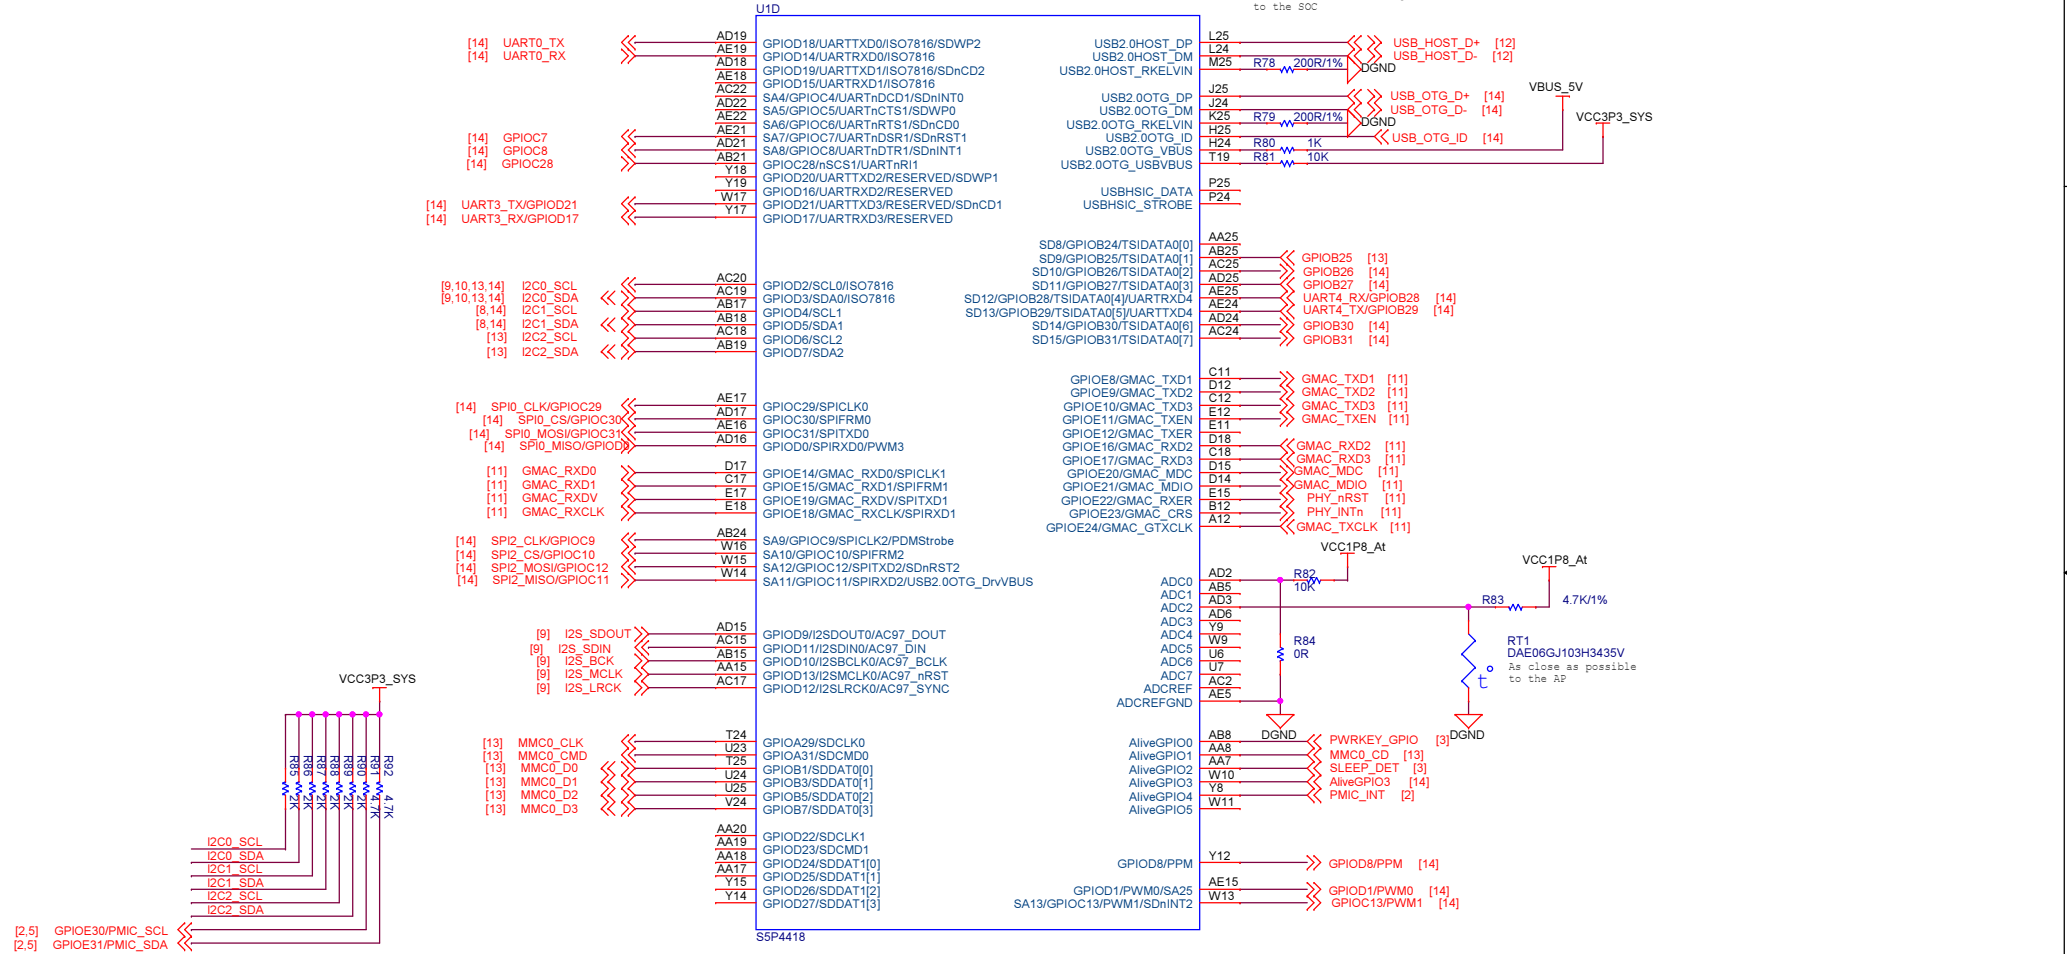 to the SOC
U1D
[14] UART0_TX AD19 GPIOD18/UARTTXD0/ISO7816/SDWP2
[14] UART0_RX AE19 GPIOD14/UARTRXD0/ISO7816
AD18 GPIOD19/UARTTXD1/ISO7816/SDnCD2
AE18 GPIOD15/UARTRXD1/ISO7816
AC22 SA4/GPIOC4/UARTnDCD1/SDnINT0
AD22 SA5/GPIOC5/UARTnCTS1/SDWP0
AE22 SA6/GPIOC6/UARTnRTS1/SDnCD0
[14] GPIOC7 AE21 SA7/GPIOC7/UARTnDSR1/SDnRST1
[14] GPIOC8 AD21 SA8/GPIOC8/UARTnDTR1/SDnINT1
[14] GPIOC28 AB21 GPIOC28/nSCS1/UARTnRI1
Y18 GPIOD20/UARTTXD2/RESERVED/SDWP1
Y19 GPIOD16/UARTRXD2/RESERVED
[14] UART3_TX/GPIOD21 W17 GPIOD21/UARTTXD3/RESERVED/SDnCD1
[14] UART3_RX/GPIOD17 Y17 GPIOD17/UARTRXD3/RESERVED
[9,10,13,14] I2C0_SCL AC20 GPIOD2/SCL0/ISO7816
[9,10,13,14] I2C0_SDA AC19 GPIOD3/SDA0/ISO7816
[8,14] I2C1_SCL AB17 GPIOD4/SCL1
[8,14] I2C1_SDA AB18 GPIOD5/SDA1
[13] I2C2_SCL AC18 GPIOD6/SCL2
[13] I2C2_SDA AB19 GPIOD7/SDA2
[14] SPI0_CLK/GPIOC29 AE17 GPIOC29/SPICLK0
[14] SPI0_CS/GPIOC30 AD17 GPIOC30/SPIFRM0
[14] SPI0_MOSI/GPIOC31 AE16 GPIOC31/SPITXD0
[14] SPI0_MISO/GPIOD0 AD16 GPIOD0/SPIRXD0/PWM3
[11] GMAC_RXD0 D17 GPIOE14/GMAC_RXD0/SPICLK1
[11] GMAC_RXD1 C17 GPIOE15/GMAC_RXD1/SPIFRM1
[11] GMAC_RXDV E17 GPIOE19/GMAC_RXDV/SPITXD1
[11] GMAC_RXCLK E18 GPIOE18/GMAC_RXCLK/SPIRXD1
[14] SPI2_CLK/GPIOC9 AB24 SA9/GPIOC9/SPICLK2/PDMStrobe
[14] SPI2_CS/GPIOC10 W16 SA10/GPIOC10/SPIFRM2
[14] SPI2_MOSI/GPIOC12 W15 SA12/GPIOC12/SPITXD2/SDnRST2
[14] SPI2_MISO/GPIOC11 W14 SA11/GPIOC11/SPIRXD2/USB2.0OTG_DrvVBUS
[9] I2S_SDOUT AD15 GPIOD9/I2SDOUT0/AC97_DOUT
[9] I2S_SDIN AC15 GPIOD11/I2SDIN0/AC97_DIN
[9] I2S_BCK AB15 GPIOD10/I2SBCLK0/AC97_BCLK
[9] I2S_MCLK AA15 GPIOD13/I2SMCLK0/AC97_nRST
[9] I2S_LRCK AC17 GPIOD12/I2SLRCK0/AC97_SYNC
[13] MMC0_CLK T24 GPIOA29/SDCLK0
[13] MMC0_CMD U23 GPIOA31/SDCMD0
[13] MMC0_D0 T25 GPIOB1/SDDAT0[0]
[13] MMC0_D1 U24 GPIOB3/SDDAT0[1]
[13] MMC0_D2 U25 GPIOB5/SDDAT0[2]
[13] MMC0_D3 V24 GPIOB7/SDDAT0[3]
AA20 GPIOD22/SDCLK1
AA19 GPIOD23/SDCMD1
AA18 GPIOD24/SDDAT1[0]
AA17 GPIOD25/SDDAT1[1]
Y15 GPIOD26/SDDAT1[2]
Y14 GPIOD27/SDDAT1[3]
S5P4418
USB2.0HOST_DP L25 USB_HOST_D+ [12]
USB2.0HOST_DM L24 USB_HOST_D- [12]
USB2.0HOST_RKELVIN M25 R78 200R/1% DGND
USB2.0OTG_DP J25 USB_OTG_D+ [14]
USB2.0OTG_DM J24 USB_OTG_D- [14]
USB2.0OTG_RKELVIN K25 R79 200R/1% DGND
USB2.0OTG_ID H25 USB_OTG_ID [14]
USB2.0OTG_VBUS H24 R80 1K VBUS_5V
USB2.0OTG_USBVBUS T19 R81 10K VCC3P3_SYS
USBHSIC_DATA P25
USBHSIC_STROBE P24
SD8/GPIOB24/TSIDATA0[0] AA25
SD9/GPIOB25/TSIDATA0[1] AB25 GPIOB25 [13]
SD10/GPIOB26/TSIDATA0[2] AC25 GPIOB26 [14]
SD11/GPIOB27/TSIDATA0[3] AD25 GPIOB27 [14]
SD12/GPIOB28/TSIDATA0[4]/UARTRXD4 AE25 UART4_RX/GPIOB28 [14]
SD13/GPIOB29/TSIDATA0[5]/UARTTXD4 AE24 UART4_TX/GPIOB29 [14]
SD14/GPIOB30/TSIDATA0[6] AD24 GPIOB30 [14]
SD15/GPIOB31/TSIDATA0[7] AC24 GPIOB31 [14]
GPIOE8/GMAC_TXD1 C11 GMAC_TXD1 [11]
GPIOE9/GMAC_TXD2 D12 GMAC_TXD2 [11]
GPIOE10/GMAC_TXD3 C12 GMAC_TXD3 [11]
GPIOE11/GMAC_TXEN E12 GMAC_TXEN [11]
GPIOE12/GMAC_TXER E11
GPIOE16/GMAC_RXD2 D18 GMAC_RXD2 [11]
GPIOE17/GMAC_RXD3 C18 GMAC_RXD3 [11]
GPIOE20/GMAC_MDC D15 GMAC_MDC [11]
GPIOE21/GMAC_MDIO D14 GMAC_MDIO [11]
GPIOE22/GMAC_RXER E15 PHY_nRST [11]
GPIOE23/GMAC_CRS B12 PHY_INTn [11]
GPIOE24/GMAC_GTXCLK A12 GMAC_TXCLK [11]
VCC1P8_At
VCC1P8_At
ADC0 AD2 R82 10K
ADC1 AB5
ADC2 AD3 R83 4.7K/1%
ADC3 AD6
ADC4 Y9
ADC5 W9
ADC6 U6
ADC7 U7
ADCREF AC2
ADCREFGND AE5
R84
0R
RT1
DAE06GJ103H3435V
As close as possible
to the AP
t
DGND
DGND
AliveGPIO0 AB8 PWRKEY_GPIO [3]
AliveGPIO1 AA8 MMC0_CD [13]
AliveGPIO2 AA7 SLEEP_DET [3]
AliveGPIO3 W10 AliveGPIO3 [14]
AliveGPIO4 Y8 PMIC_INT [2]
AliveGPIO5 W11
GPIOD8/PPM Y12 GPIOD8/PPM [14]
GPIOD1/PWM0/SA25 AE15 GPIOD1/PWM0 [14]
SA13/GPIOC13/PWM1/SDnINT2 W13 GPIOC13/PWM1 [14]
VCC3P3_SYS
R85 2K
R86 2K
R87 2K
R88 2K
R89 2K
R90 2K
R91 4.7K
R92 4.7K
I2C0_SCL
I2C0_SDA
I2C1_SCL
I2C1_SDA
I2C2_SCL
I2C2_SDA
[2,5] GPIOE30/PMIC_SCL
[2,5] GPIOE31/PMIC_SDA